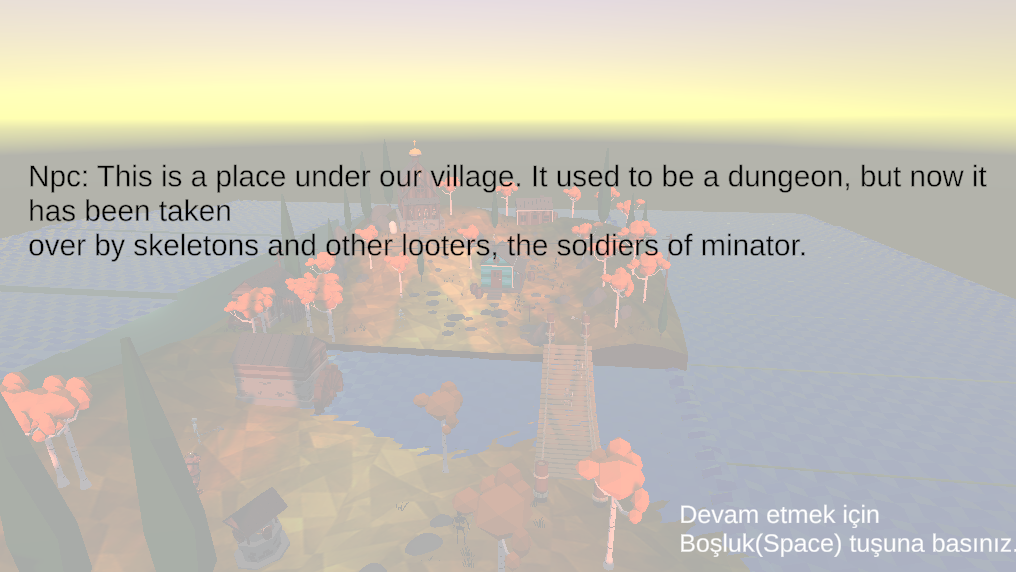 Npc: This is a place under our village. It used to be a dungeon, but now it
has been taken
over by skeletons and other looters, the soldiers of minator.
Devam etmek için
Boşluk(Space) tuşuna basınız.